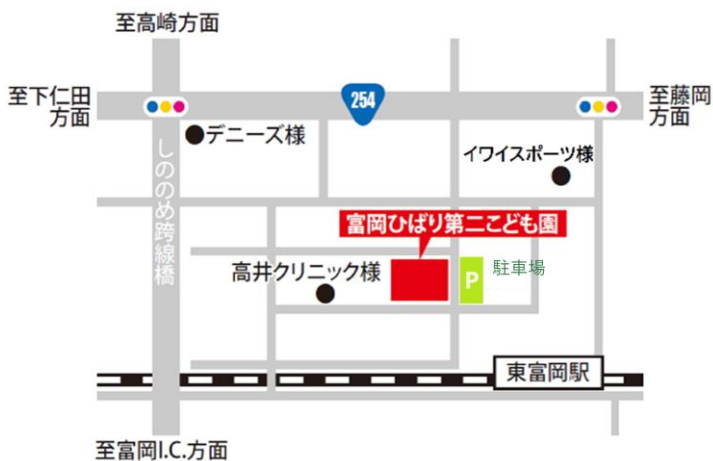 至高崎方面
至下仁田
方面
254
至藤岡
方面
デニーズ様
イワイスポーツ様
しののめ跨線橋
富岡ひばり第二こども園
高井クリニック様
P
駐車場
東富岡駅
至富岡I.C.方面